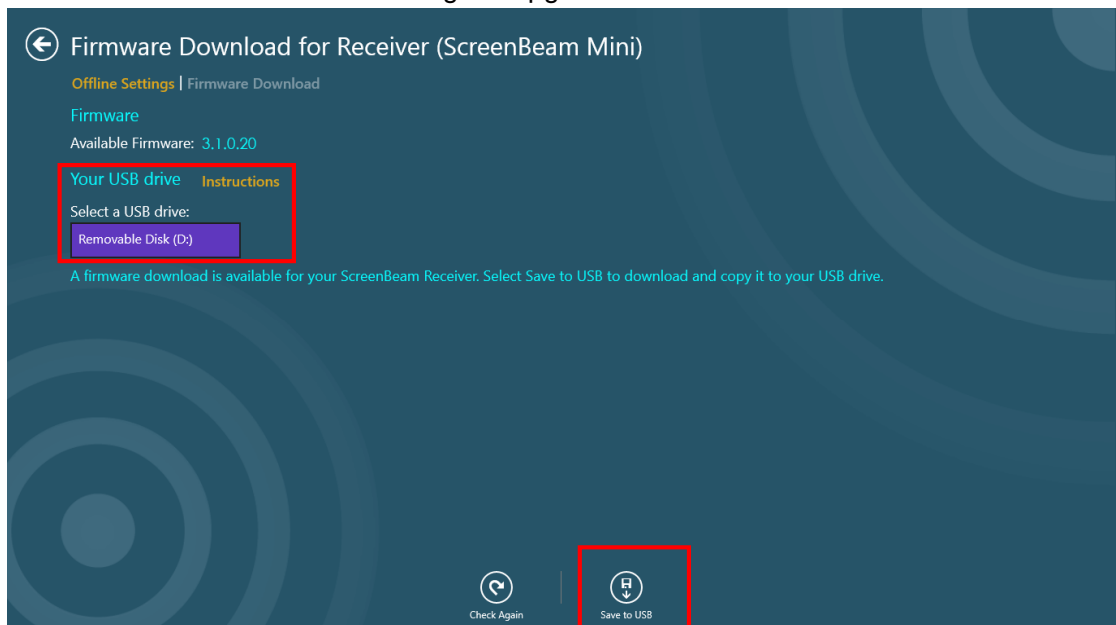 Firmware Download for Receiver (ScreenBeam Mini)
Offline Settings | Firmware Download
Firmware
Available Firmware: 3.1.0.20
Your USB drive Instructions
Select a USB drive:
Removable Disk (D:)
A firmware download is available for your ScreenBeam Receiver. Select Save to USB to download and copy it to your USB drive.
Check Again Save to USB